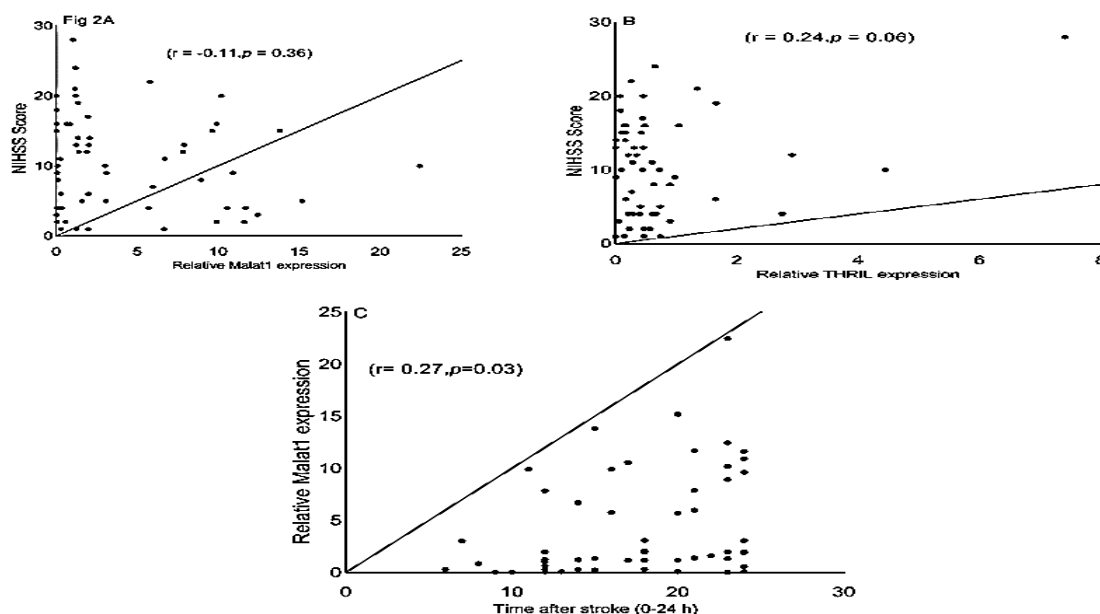 Fig 2A
(r = -0.11,p = 0.36)
NIHSS Score
30
20
10
0
0 5 10 15 20 25
Relative Malat1 expression
B
(r = 0.24,p = 0.06)
NIHSS Score
30
20
10
0
0 2 4 6 8
Relative THRIL expression
C
(r= 0.27,p=0.03)
Relative Malat1 expression
25
20
15
10
5
0
0 10 20 30
Time after stroke (0-24 h)